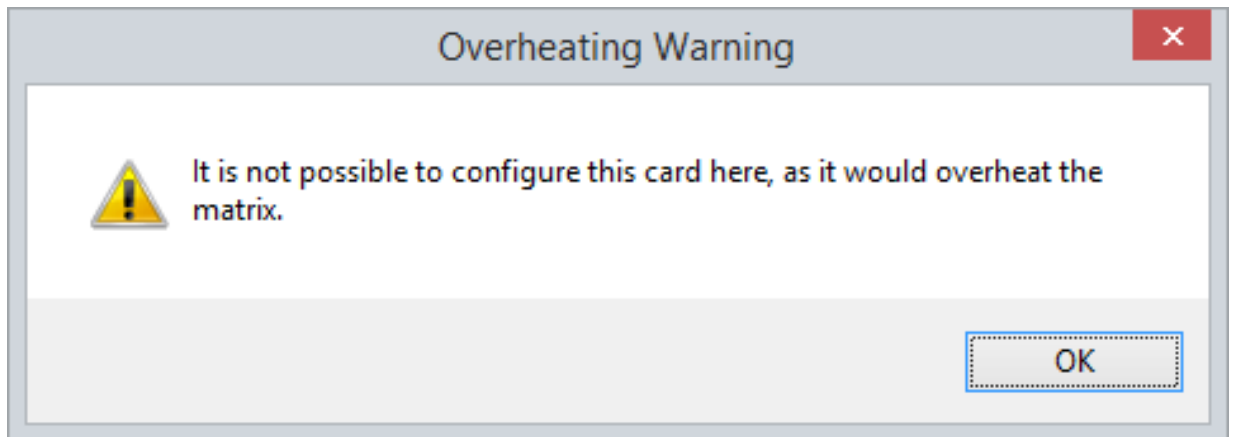 Overheating Warning
It is not possible to configure this card here, as it would overheat the
matrix.
OK